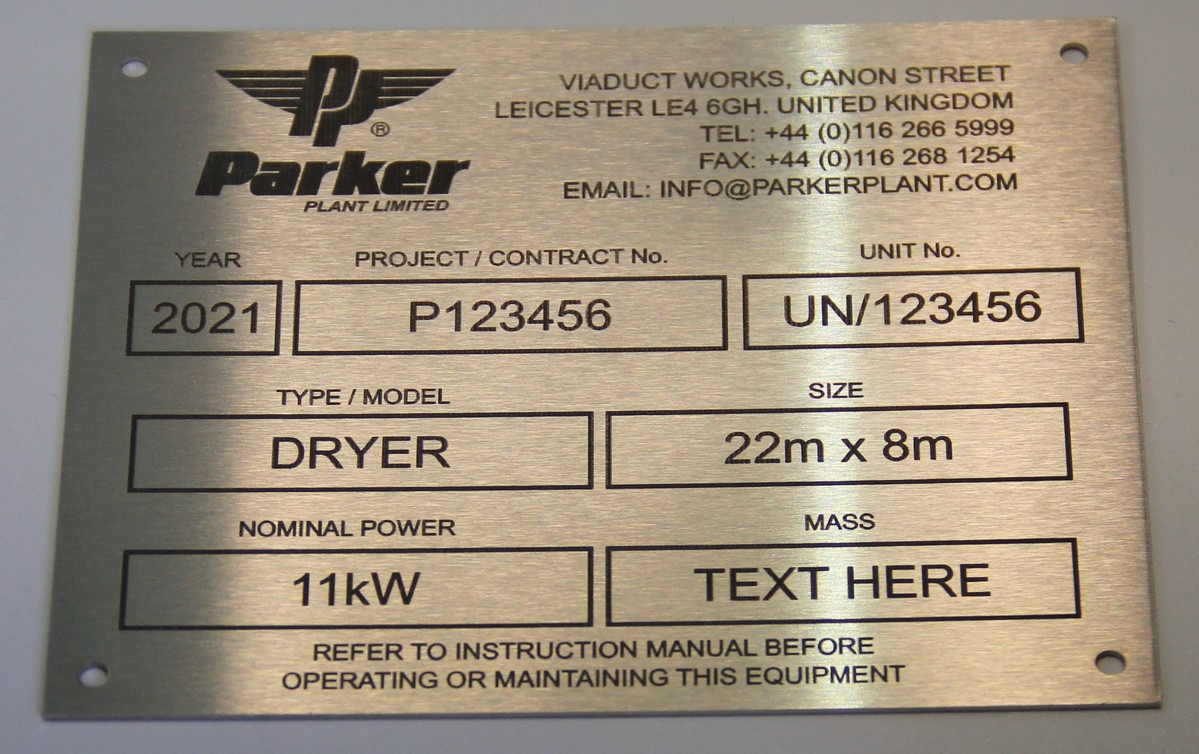 PP®
Parker
PLANT LIMITED
VIADUCT WORKS, CANON STREET
LEICESTER LE4 6GH. UNITED KINGDOM
TEL: +44 (0)116 266 5999
FAX: +44 (0)116 268 1254
EMAIL: INFO@PARKERPLANT.COM
YEAR PROJECT / CONTRACT No. UNIT No.
2021 P123456 UN/123456
TYPE / MODEL SIZE
DRYER 22m x 8m
NOMINAL POWER MASS
11kW TEXT HERE
REFER TO INSTRUCTION MANUAL BEFORE
OPERATING OR MAINTAINING THIS EQUIPMENT